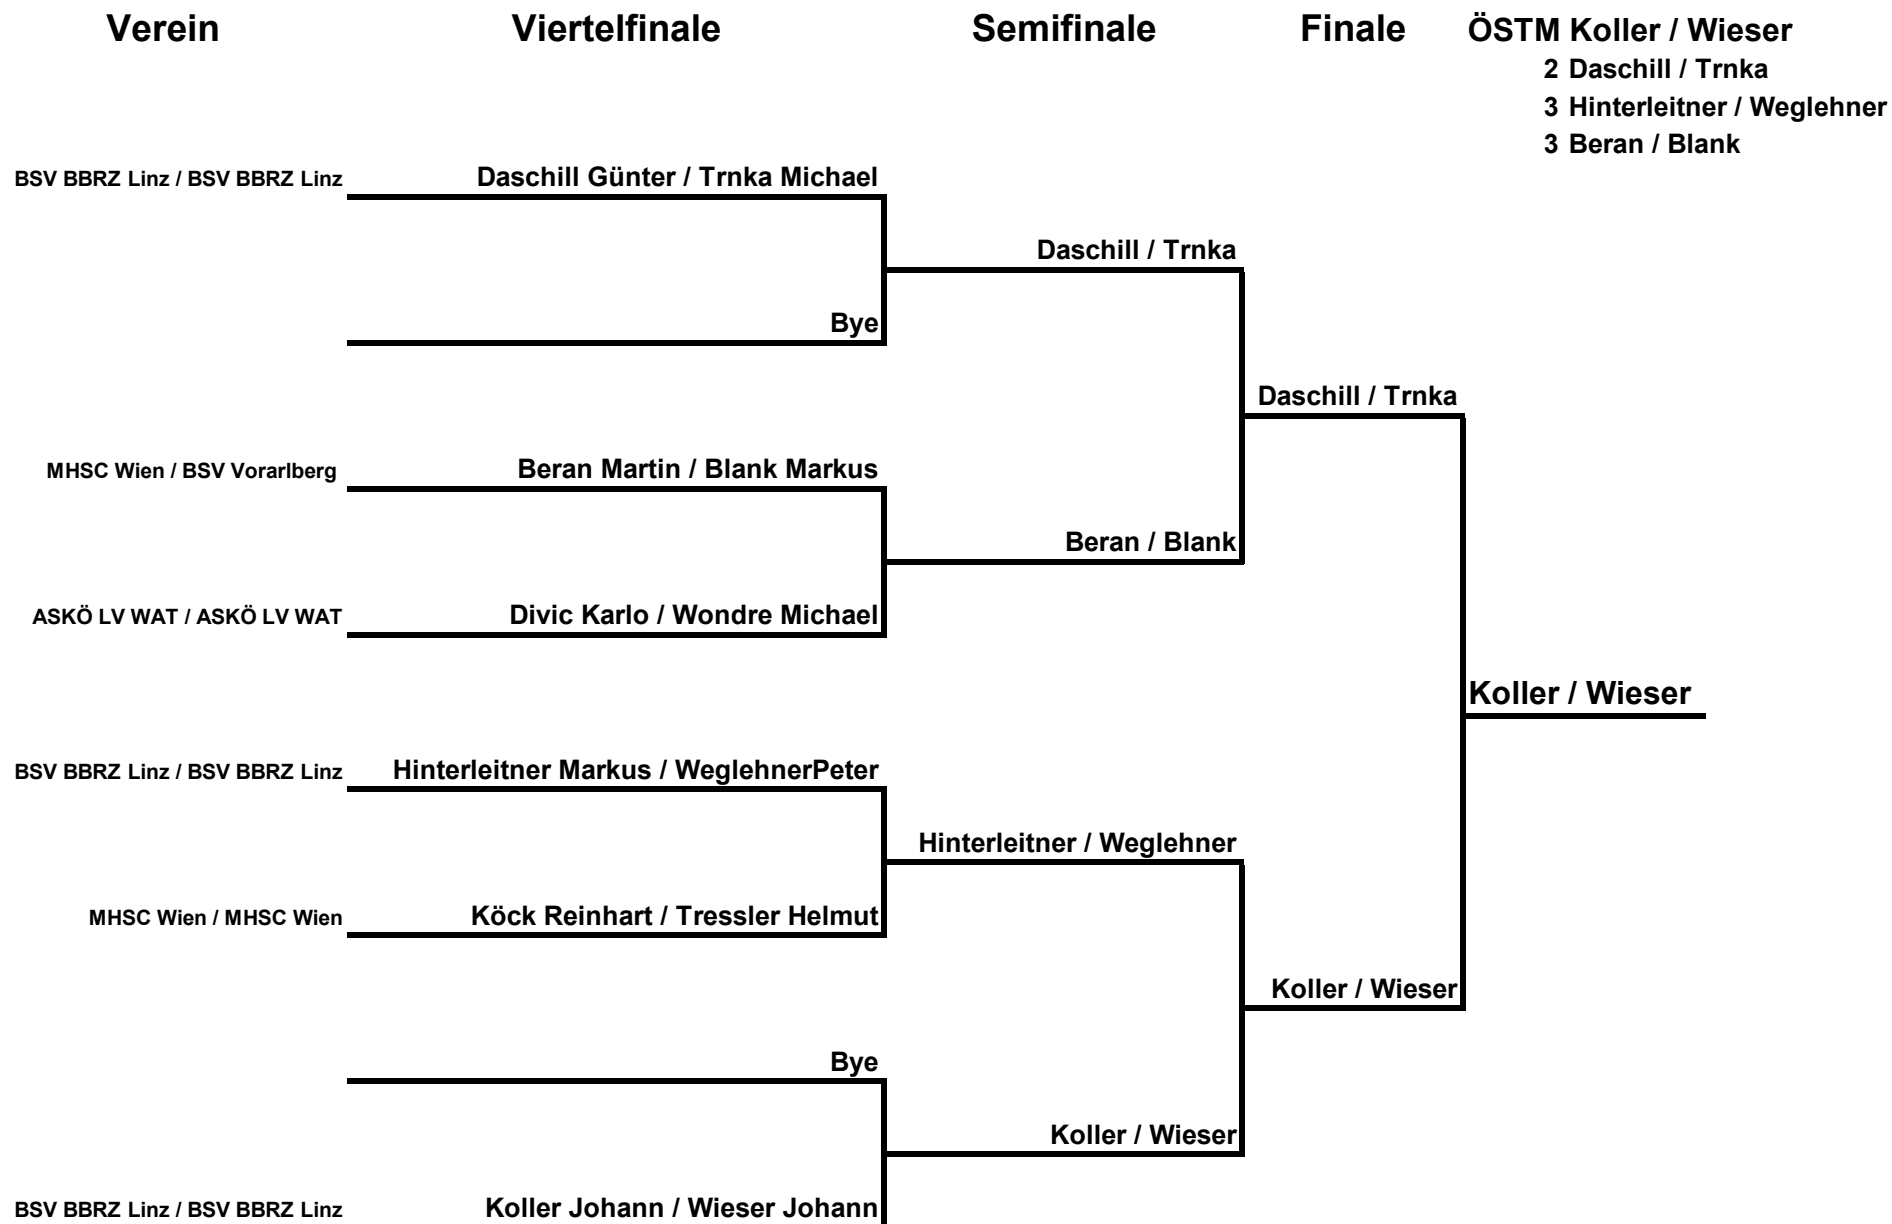 Verein Viertelfinale Semifinale Finale ÖSTM Koller / Wieser
2 Daschill / Trnka
3 Hinterleitner / Weglehner
3 Beran / Blank
BSV BBRZ Linz / BSV BBRZ Linz Daschill Günter / Trnka Michael
Daschill / Trnka
Bye
Daschill / Trnka
MHSC Wien / BSV Vorarlberg Beran Martin / Blank Markus
Beran / Blank
ASKÖ LV WAT / ASKÖ LV WAT Divic Karlo / Wondre Michael
Koller / Wieser
BSV BBRZ Linz / BSV BBRZ Linz Hinterleitner Markus / WeglehnerPeter
Hinterleitner / Weglehner
MHSC Wien / MHSC Wien Köck Reinhart / Tressler Helmut
Koller / Wieser
Bye
Koller / Wieser
BSV BBRZ Linz / BSV BBRZ Linz Koller Johann / Wieser Johann